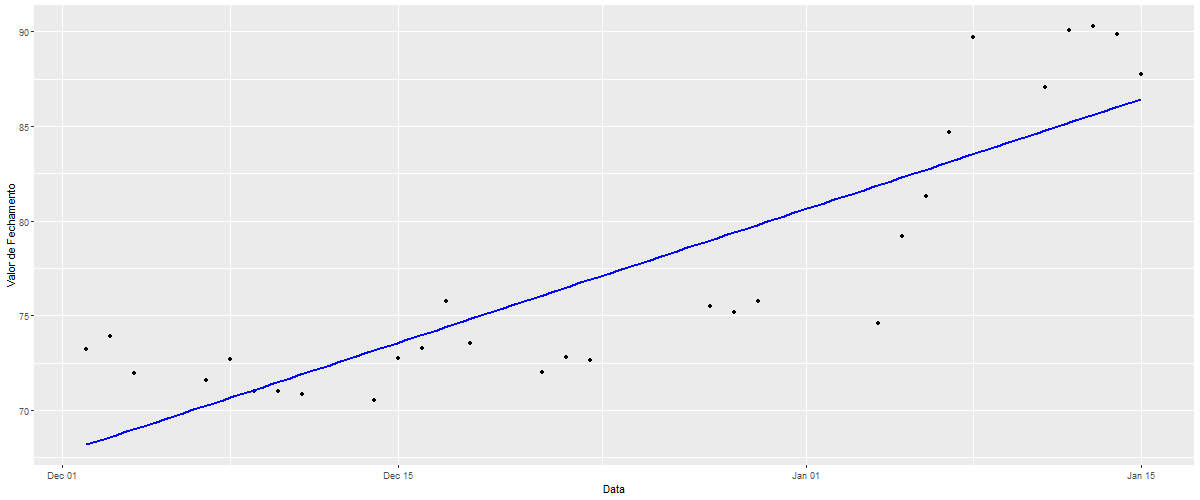 90
85
80
75
70
Valor de Fechamento
Dec 01
Dec 15
Jan 01
Jan 15
Data